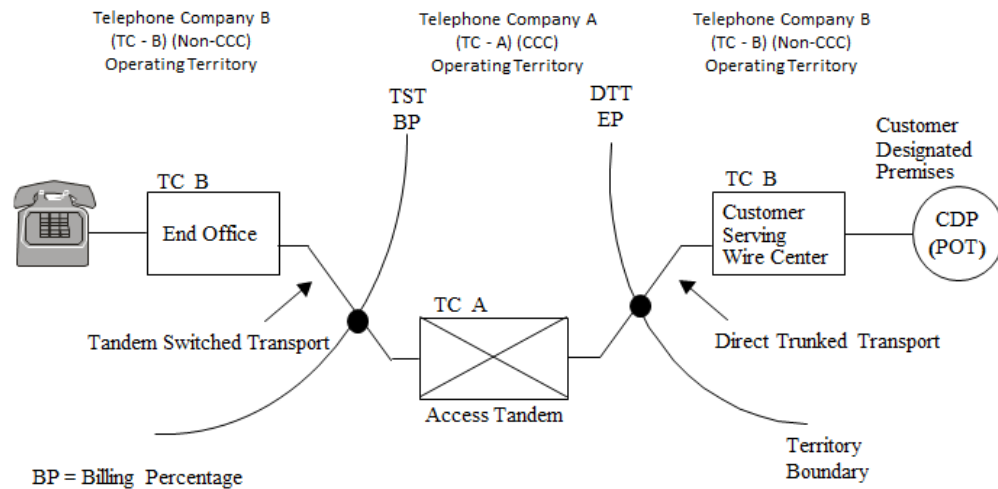 Telephone Company B
(TC - B) (Non-CCC)
Operating Territory
Telephone Company A
(TC - A) (CCC)
Operating Territory
Telephone Company B
(TC - B) (Non-CCC)
Operating Territory
TST
BP
DTT
EP
Customer
Designated
Premises
TC B
End Office
TC B
Customer
Serving
Wire Center
CDP
(POT)
TC A
Tandem Switched Transport
Direct Trunked Transport
Access Tandem
Territory
Boundary
BP = Billing Percentage